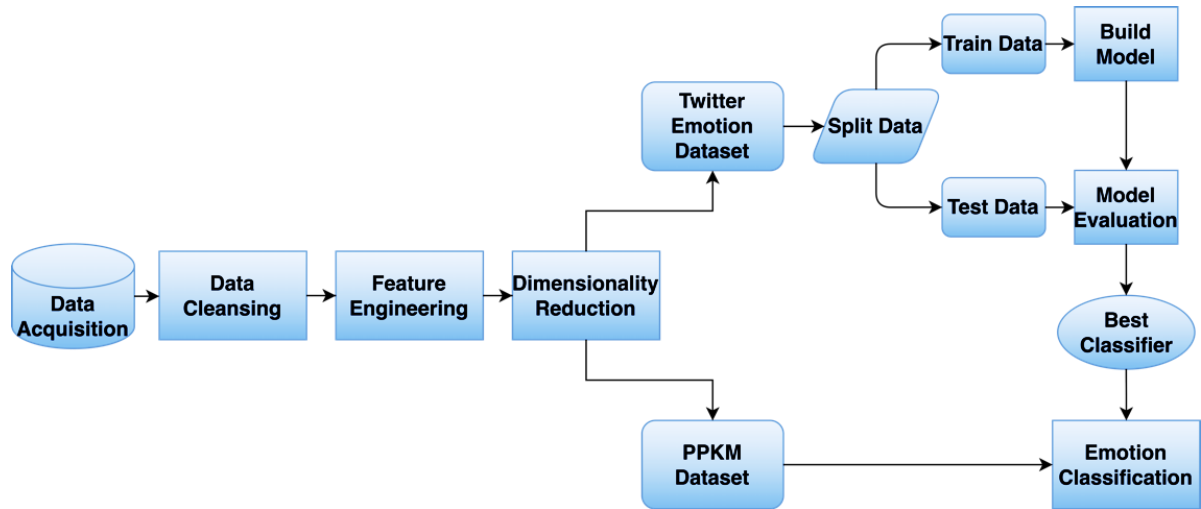 Data
Acquisition
Data
Cleansing
Feature
Engineering
Dimensionality
Reduction
Twitter
Emotion
Dataset
Split Data
Train Data
Build
Model
Test Data
Model
Evaluation
Best
Classifier
PPKM
Dataset
Emotion
Classification